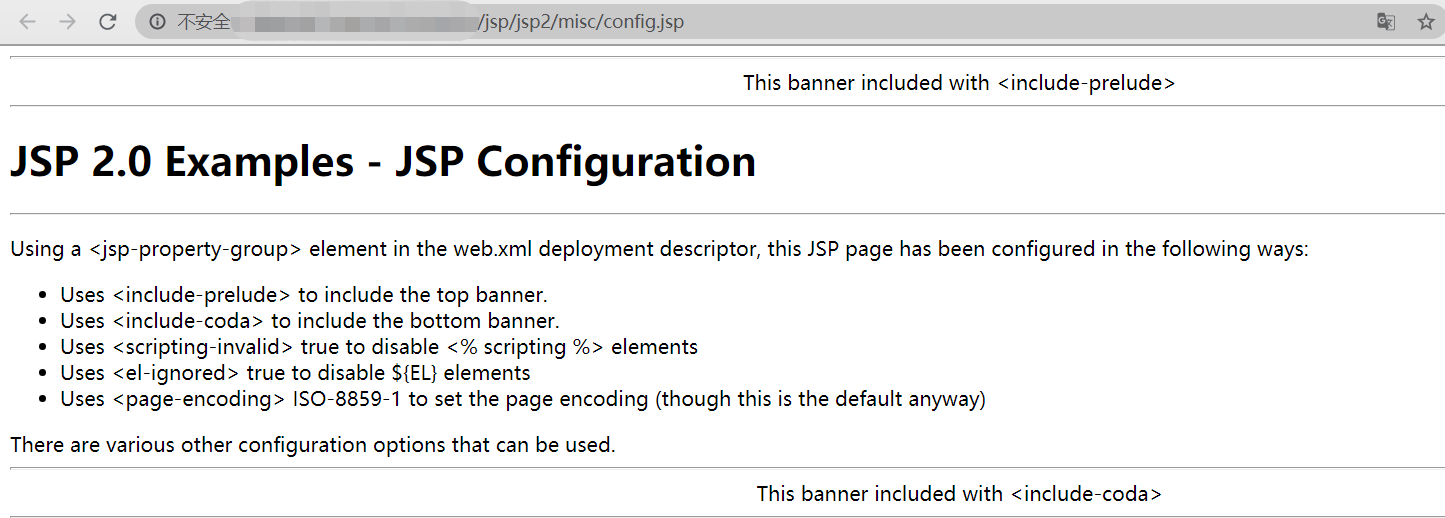 不安全 /jsp/jsp2/misc/config.jsp
This banner included with <include-prelude>
JSP 2.0 Examples - JSP Configuration
Using a <jsp-property-group> element in the web.xml deployment descriptor, this JSP page has been configured in the following ways:
• Uses <include-prelude> to include the top banner.
• Uses <include-coda> to include the bottom banner.
• Uses <scripting-invalid> true to disable <% scripting %> elements
• Uses <el-ignored> true to disable ${EL} elements
• Uses <page-encoding> ISO-8859-1 to set the page encoding (though this is the default anyway)
There are various other configuration options that can be used.
This banner included with <include-coda>